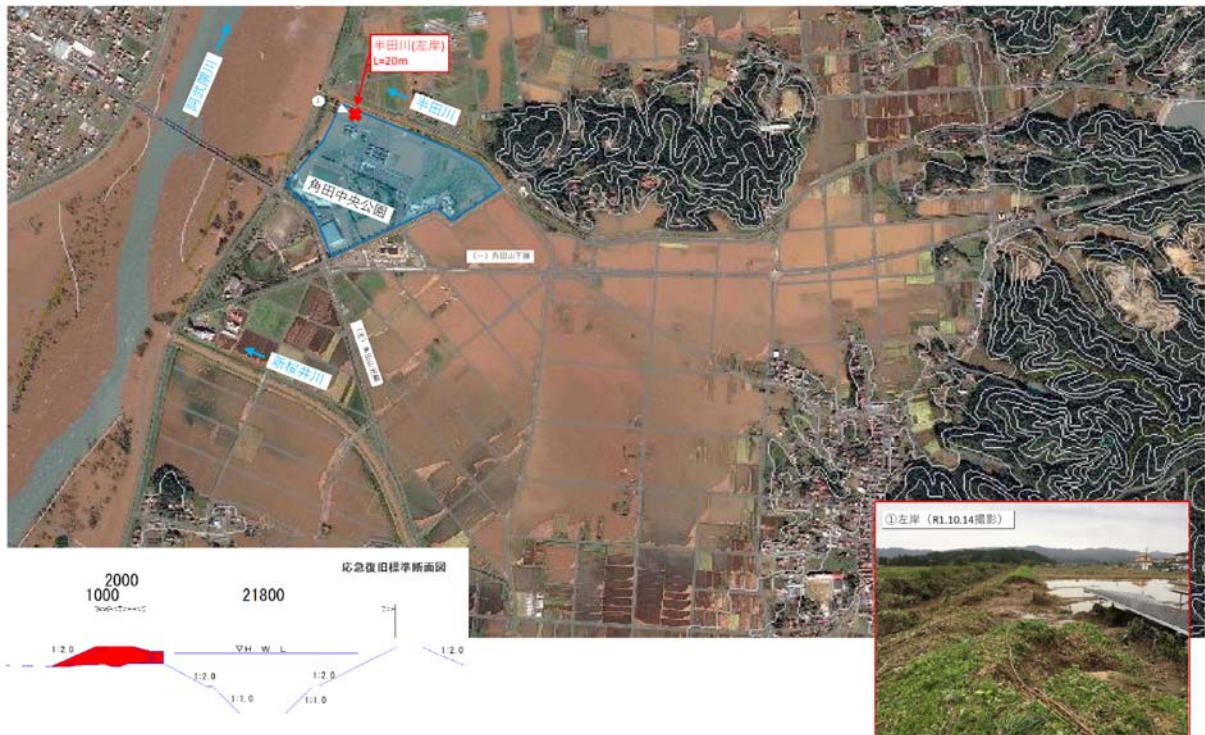 半田川(左岸)
L=20m
阿武隈川
①
半田川
角田中央公園
(一)角田山下線
新桜井川
①左岸(R1.10.14撮影)
応急復旧標準断面図
2000
1000
21800
1:2.0
▽H.W.L
1:2.0
1:2.0
1:2.0
1:1.0
1:1.0